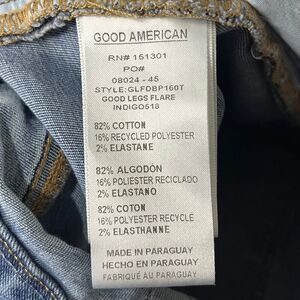 GOOD AMERICAN
RN# 151301
PO#
08024 - 45
STYLE:GLFDBP160T
GOOD LEGS FLARE
INDIGO518
82% COTTON
16% RECYCLED POLYESTER
2% ELASTANE
82% ALGODÓN
16% POLIESTER RECICLADO
2% ELASTANO
82% COTON
16% POLYESTER RECYCLÉ
2% ELASTHANNE
MADE IN PARAGUAY
HECHO EN PARAGUAY
FABRIQUÉ AU PARAGUAY